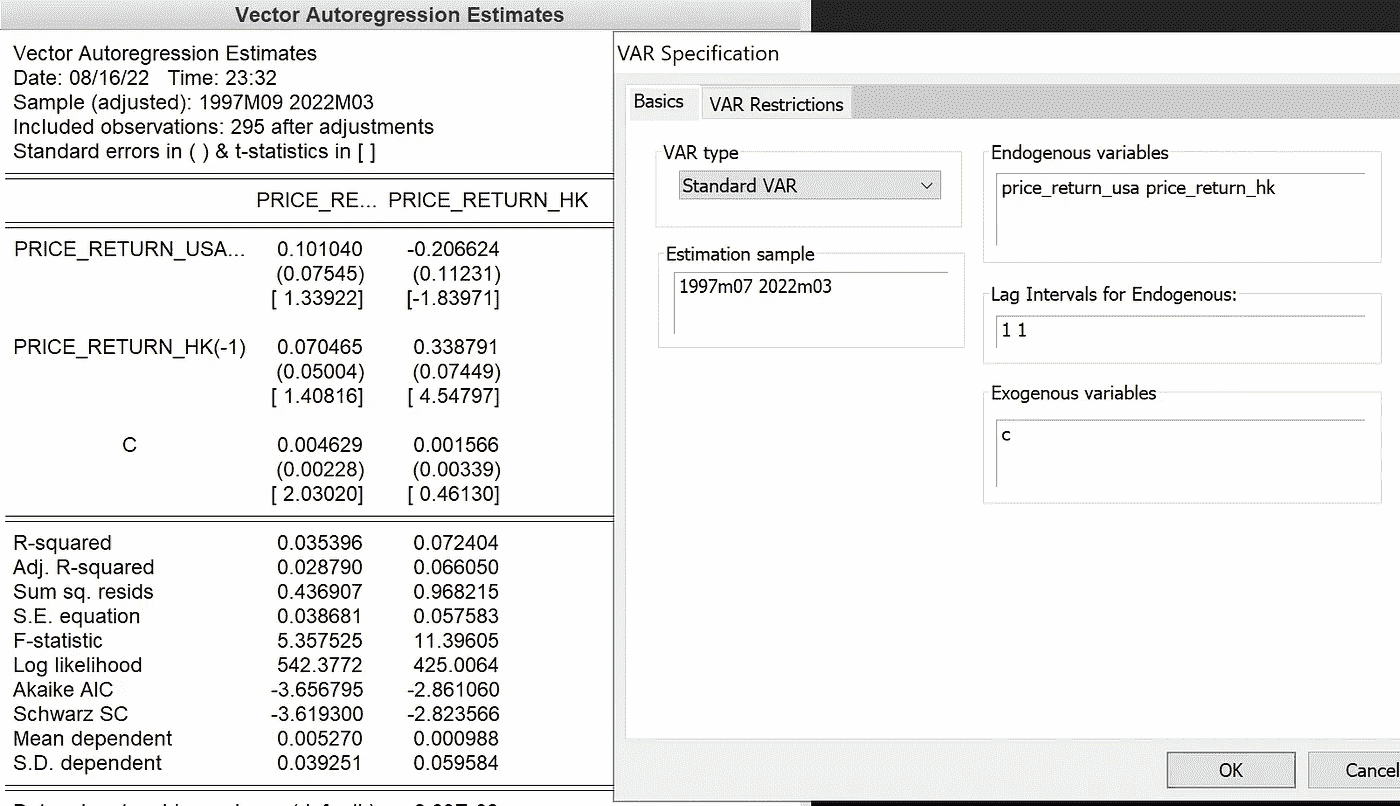 Vector Autoregression Estimates
Vector Autoregression Estimates
Date: 08/16/22 Time: 23:32
Sample (adjusted): 1997M09 2022M03
Included observations: 295 after adjustments
Standard errors in ( ) & t-statistics in [ ]
PRICE_RE... PRICE_RETURN_HK
PRICE_RETURN_USA... 0.101040 -0.206624
(0.07545) (0.11231)
[ 1.33922] [-1.83971]
PRICE_RETURN_HK(-1) 0.070465 0.338791
(0.05004) (0.07449)
[ 1.40816] [ 4.54797]
C 0.004629 0.001566
(0.00228) (0.00339)
[ 2.03020] [ 0.46130]
R-squared 0.035396 0.072404
Adj. R-squared 0.028790 0.066050
Sum sq. resids 0.436907 0.968215
S.E. equation 0.038681 0.057583
F-statistic 5.357525 11.39605
Log likelihood 542.3772 425.0064
Akaike AIC -3.656795 -2.861060
Schwarz SC -3.619300 -2.823566
Mean dependent 0.005270 0.000988
S.D. dependent 0.039251 0.059584
VAR Specification
Basics VAR Restrictions
VAR type
Standard VAR
Estimation sample
1997m07 2022m03
Endogenous variables
price_return_usa price_return_hk
Lag Intervals for Endogenous:
1 1
Exogenous variables
c
OK Cancel